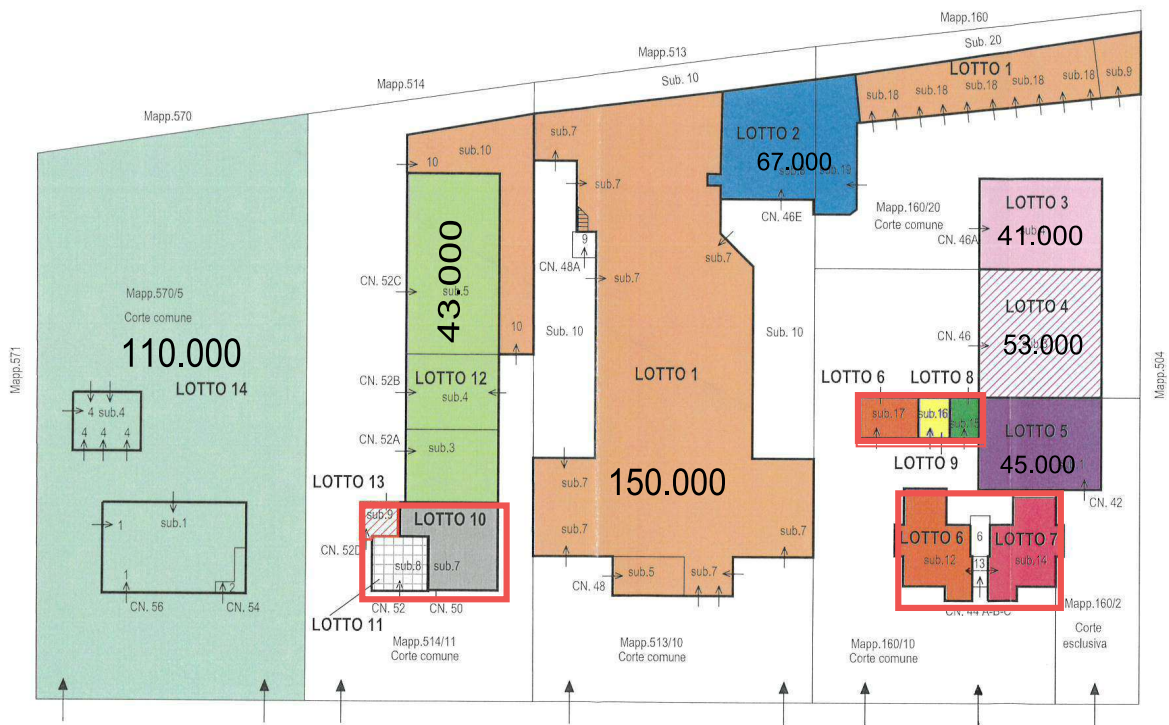 Mapp.160
Mapp.513
Sub. 20
Mapp.514
Sub. 10
LOTTO 1
sub.18
sub.18
sub.18
sub.18
sub.18
sub.9
Mapp.570
sub.7
LOTTO 2
67.000
sub.19
CN. 46E
sub.10
10
sub.7
9
CN. 48A
sub.7
sub.7
Mapp.160/20
Corte comune
CN. 46A
LOTTO 3
41.000
CN. 52C
43.000
sub.5
10
Mapp.570/5
Corte comune
110.000
LOTTO 14
Mapp.571
4
sub.4
4
4
4
Sub. 10
Sub. 10
LOTTO 1
CN. 46
LOTTO 4
53.000
Mapp.504
CN. 52B
LOTTO 12
sub.4
CN. 52A
sub.3
LOTTO 6
LOTTO 8
sub.17
sub.16
sub.15
LOTTO 9
LOTTO 5
45.000
CN. 42
150.000
sub.7
sub.7
sub.7
sub.5
sub.7
CN. 48
LOTTO 13
sub.9
LOTTO 10
CN. 52D
sub.8
sub.7
CN. 52
CN. 50
LOTTO 11
1
sub.1
1
2
CN. 56
CN. 54
LOTTO 6
6
LOTTO 7
sub.12
13
sub.14
CN. 44 A-B-C
Mapp.514/11
Corte comune
Mapp.513/10
Corte comune
Mapp.160/10
Corte comune
Mapp.160/2
Corte
esclusiva